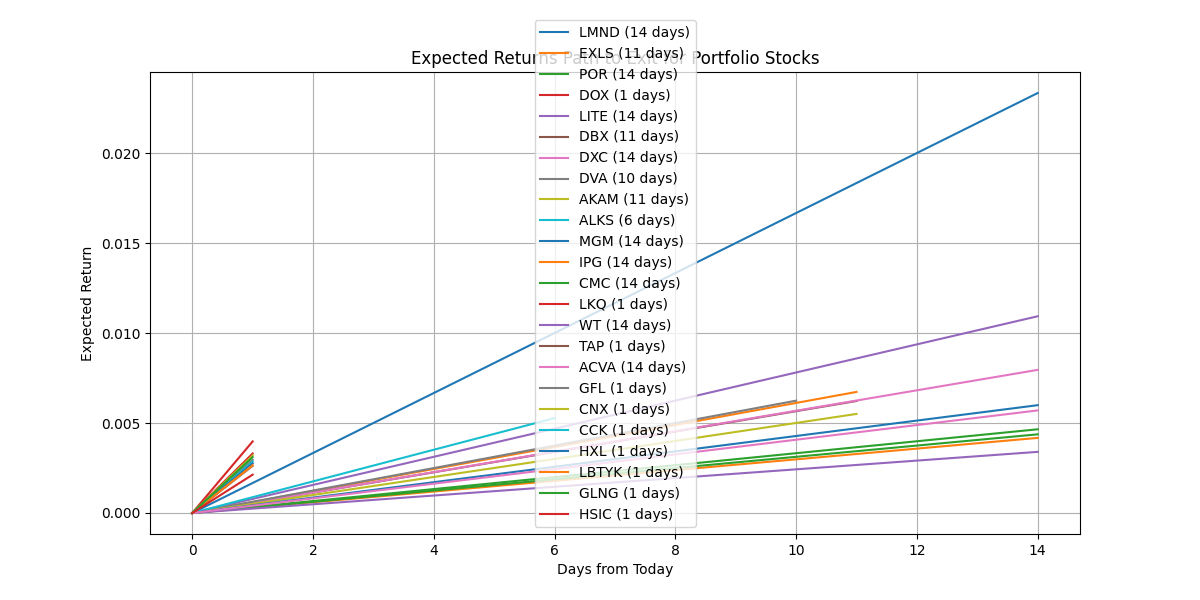 Expected Returns Path to Exit for Portfolio Stocks
LMND (14 days)
EXLS (11 days)
POR (14 days)
DOX (1 days)
LITE (14 days)
DBX (11 days)
DXC (14 days)
DVA (10 days)
AKAM (11 days)
ALKS (6 days)
MGM (14 days)
IPG (14 days)
CMC (14 days)
LKQ (1 days)
WT (14 days)
TAP (1 days)
ACVA (14 days)
GFL (1 days)
CNX (1 days)
CCK (1 days)
HXL (1 days)
LBTYK (1 days)
GLNG (1 days)
HSIC (1 days)
Expected Return
0.020
0.015
0.010
0.005
0.000
0 2 4 6 8 10 12 14
Days from Today